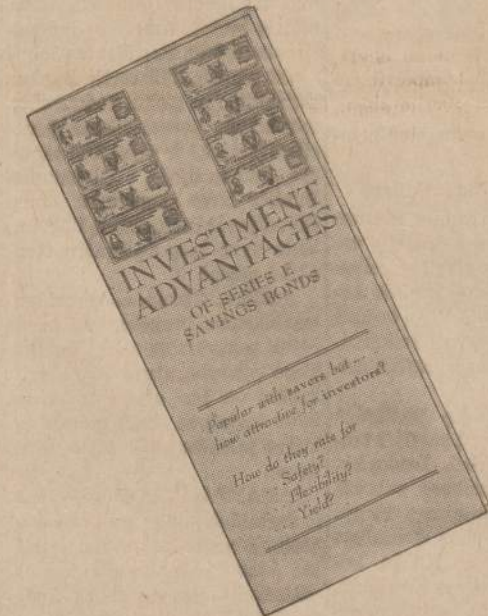 INVESTMENT
ADVANTAGES
OF SERIES E
SAVINGS BONDS
Popular with savers but—
how attractive for investors?
How do they rate for
. . . Safety?
. . . Flexibility?
. . . Yield?